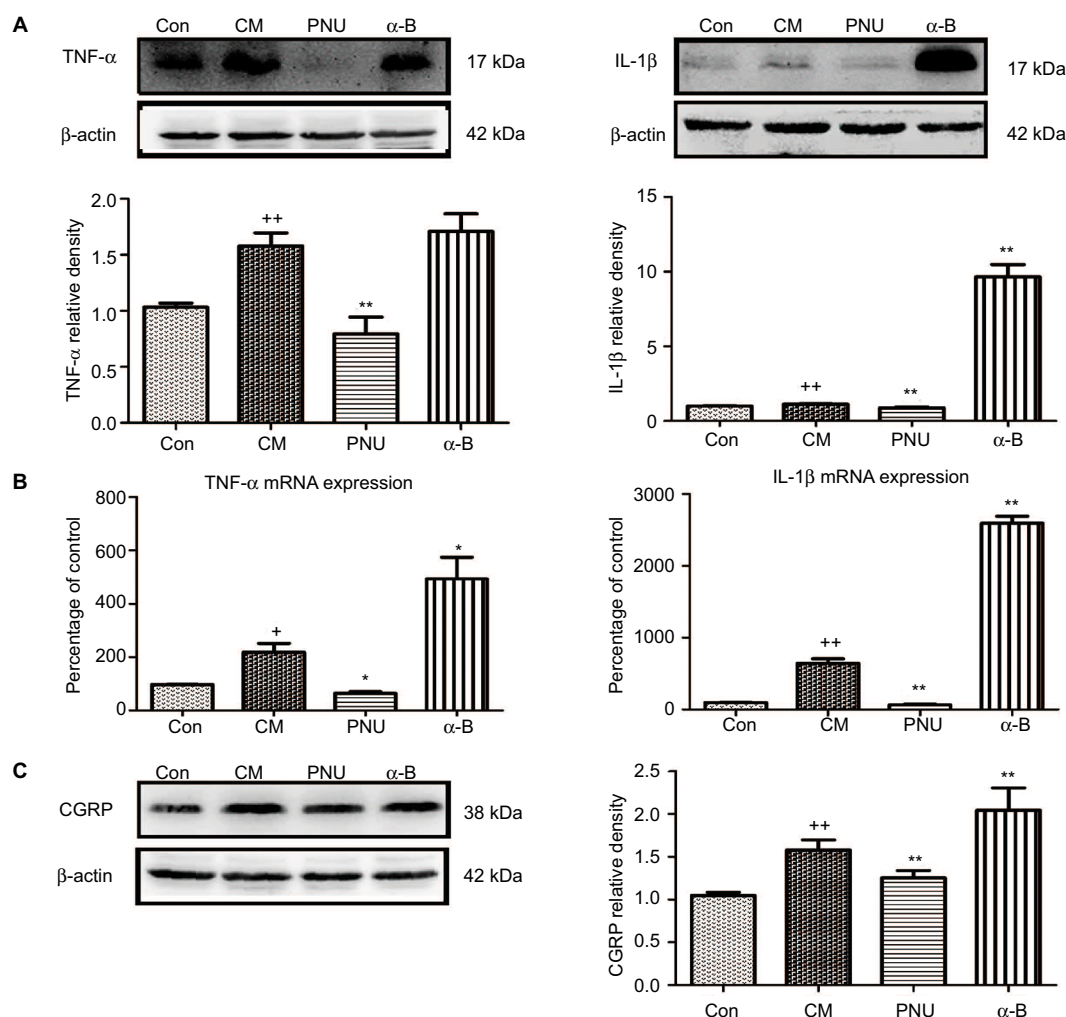 A
Con CM PNU α-B
TNF-α
17 kDa
β-actin
42 kDa
Con CM PNU α-B
IL-1β
17 kDa
β-actin
42 kDa
TNF-α relative density
2.0
1.5
1.0
0.5
0.0
++
**
Con CM PNU α-B
IL-1β relative density
15
10
5
0
++
**
**
Con CM PNU α-B
B
TNF-α mRNA expression
Percentage of control
800
600
400
200
0
+
*
*
Con CM PNU α-B
IL-1β mRNA expression
Percentage of control
3000
2000
1000
0
++
**
**
Con CM PNU α-B
C
Con CM PNU α-B
CGRP
38 kDa
β-actin
42 kDa
CGRP relative density
2.5
2.0
1.5
1.0
0.5
0.0
++
**
**
Con CM PNU α-B